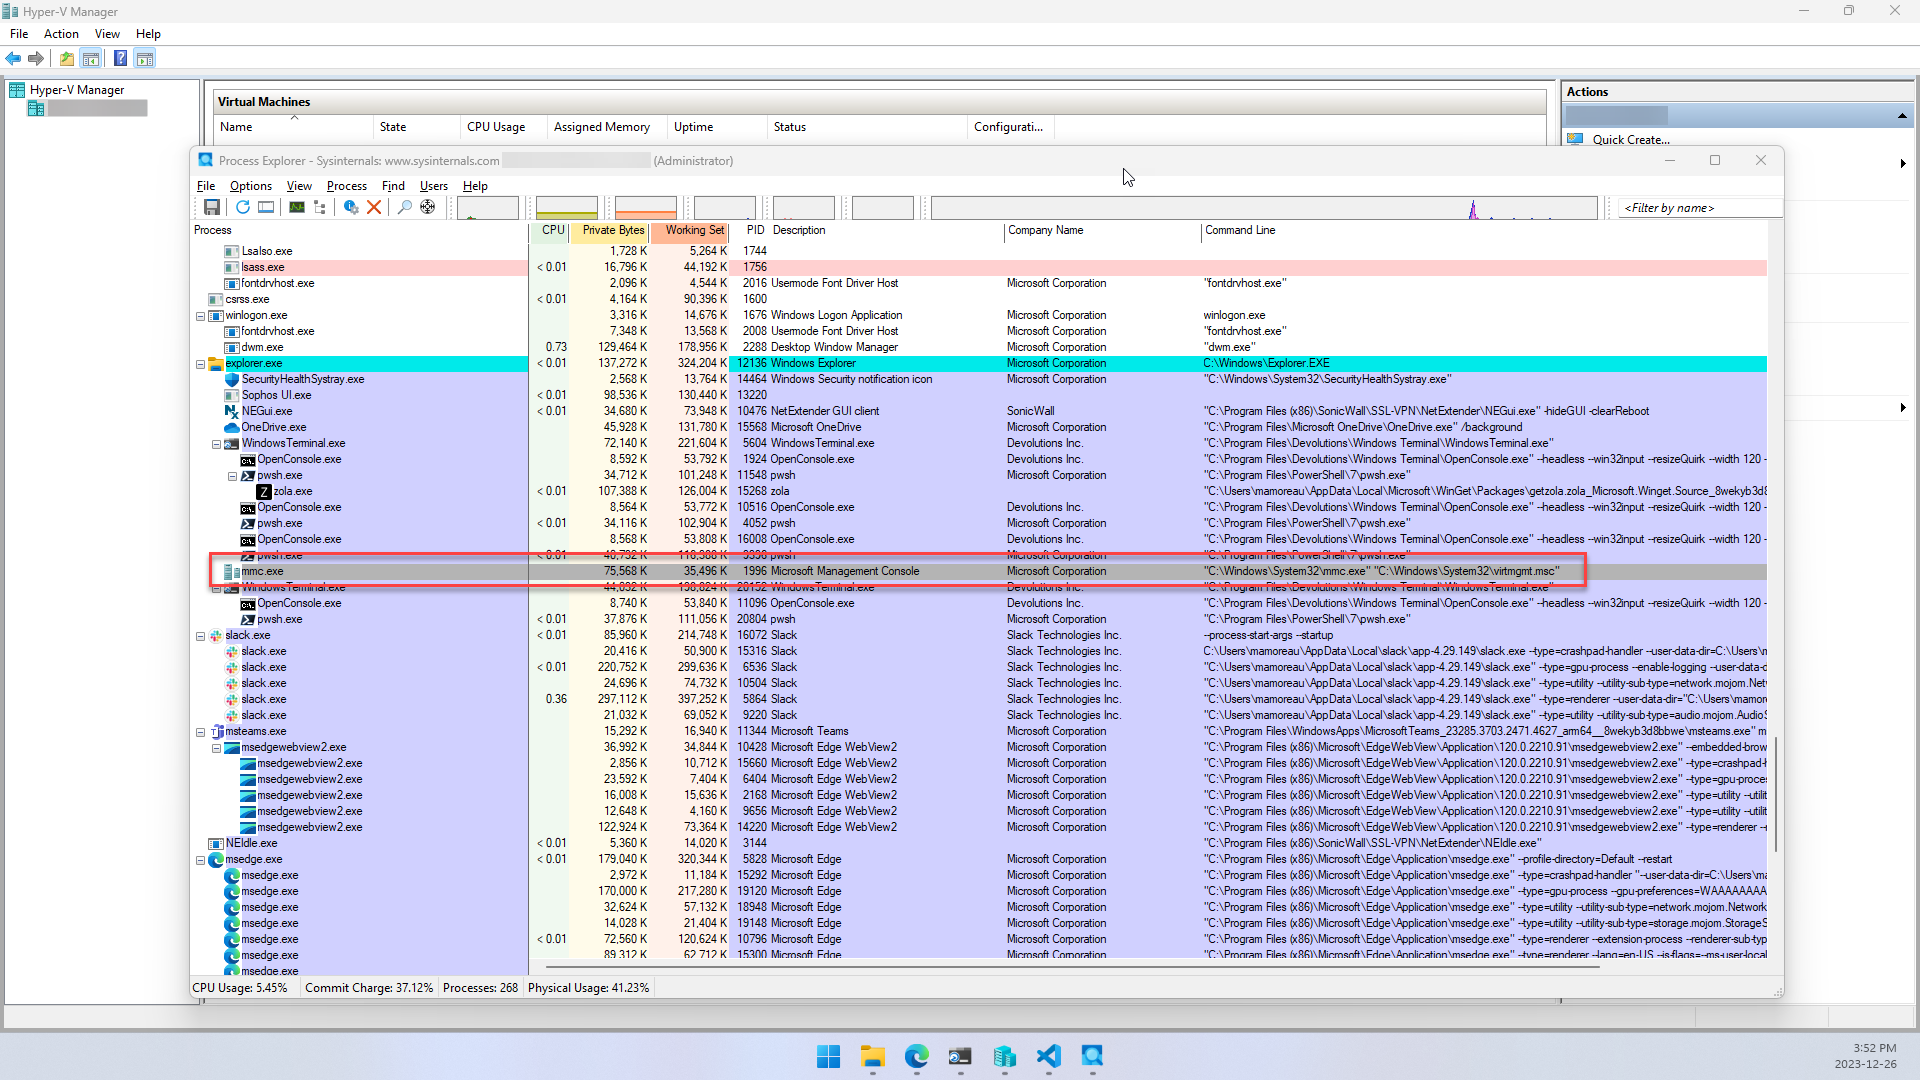 Hyper-V Manager
File Action View Help
Hyper-V Manager
Virtual Machines
Name State CPU Usage Assigned Memory Uptime Status Configurati...
Actions
Quick Create...
Process Explorer - Sysinternals: www.sysinternals.com (Administrator)
File Options View Process Find Users Help
<Filter by name>
Process CPU Private Bytes Working Set PID Description Company Name Command Line
LsaIso.exe 1,728 K 5,264 K 1744
lsass.exe < 0.01 16,796 K 44,192 K 1756
fontdrvhost.exe 2,096 K 4,544 K 2016 Usermode Font Driver Host Microsoft Corporation "fontdrvhost.exe"
csrss.exe < 0.01 4,164 K 90,396 K 1600
winlogon.exe 3,316 K 14,676 K 1676 Windows Logon Application Microsoft Corporation winlogon.exe
fontdrvhost.exe 7,348 K 13,568 K 2008 Usermode Font Driver Host Microsoft Corporation "fontdrvhost.exe"
dwm.exe 0.73 129,464 K 178,956 K 2288 Desktop Window Manager Microsoft Corporation "dwm.exe"
explorer.exe < 0.01 137,272 K 324,204 K 12136 Windows Explorer Microsoft Corporation C:\Windows\Explorer.EXE
SecurityHealthSystray.exe 2,568 K 13,764 K 14464 Windows Security notification icon Microsoft Corporation "C:\Windows\System32\SecurityHealthSystray.exe"
Sophos UI.exe < 0.01 98,536 K 130,440 K 13220
NEGui.exe < 0.01 34,680 K 73,948 K 10476 NetExtender GUI client SonicWall "C:\Program Files (x86)\SonicWall\SSL-VPN\NetExtender\NEGui.exe" -hideGUI -clearReboot
OneDrive.exe 45,928 K 131,780 K 15568 Microsoft OneDrive Microsoft Corporation "C:\Program Files\Microsoft OneDrive\OneDrive.exe" /background
WindowsTerminal.exe 72,140 K 221,604 K 5604 WindowsTerminal.exe Devolutions Inc. "C:\Program Files\Devolutions\Windows Terminal\WindowsTerminal.exe"
OpenConsole.exe 8,592 K 53,792 K 1924 OpenConsole.exe Devolutions Inc. "C:\Program Files\Devolutions\Windows Terminal\OpenConsole.exe" --headless --win32input --resizeQuirk --width 120 -
pwsh.exe 34,712 K 101,248 K 11548 pwsh Microsoft Corporation "C:\Program Files\PowerShell\7\pwsh.exe"
zola.exe < 0.01 107,388 K 126,004 K 15268 zola "C:\Users\mamoreau\AppData\Local\Microsoft\WinGet\Packages\getzola.zola_Microsoft.Winget.Source_8wekyb3d8
OpenConsole.exe 8,564 K 53,772 K 10516 OpenConsole.exe Devolutions Inc. "C:\Program Files\Devolutions\Windows Terminal\OpenConsole.exe" --headless --win32input --resizeQuirk --width 120 -
pwsh.exe < 0.01 34,116 K 102,904 K 4052 pwsh Microsoft Corporation "C:\Program Files\PowerShell\7\pwsh.exe"
OpenConsole.exe 8,568 K 53,808 K 16008 OpenConsole.exe Devolutions Inc. "C:\Program Files\Devolutions\Windows Terminal\OpenConsole.exe" --headless --win32input --resizeQuirk --width 120 -
pwsh.exe < 0.01 pwsh Microsoft Corporation "C:\Program Files\PowerShell\7\pwsh.exe"
mmc.exe 75,568 K 35,496 K 1996 Microsoft Management Console Microsoft Corporation "C:\Windows\System32\mmc.exe" "C:\Windows\System32\virtmgmt.msc"
WindowsTerminal.exe WindowsTerminal.exe Devolutions Inc. "C:\Program Files\Devolutions\Windows Terminal\WindowsTerminal.exe"
OpenConsole.exe 8,740 K 53,840 K 11096 OpenConsole.exe Devolutions Inc. "C:\Program Files\Devolutions\Windows Terminal\OpenConsole.exe" --headless --win32input --resizeQuirk --width 120 -
pwsh.exe < 0.01 37,876 K 111,056 K 20804 pwsh Microsoft Corporation "C:\Program Files\PowerShell\7\pwsh.exe"
slack.exe < 0.01 85,960 K 214,748 K 16072 Slack Slack Technologies Inc. --process-start-args --startup
slack.exe 20,416 K 50,900 K 15316 Slack Slack Technologies Inc. C:\Users\mamoreau\AppData\Local\slack\app-4.29.149\slack.exe --type=crashpad-handler --user-data-dir=C:\Users\m
slack.exe < 0.01 220,752 K 299,636 K 6536 Slack Slack Technologies Inc. "C:\Users\mamoreau\AppData\Local\slack\app-4.29.149\slack.exe" --type=gpu-process --enable-logging --user-data-d
slack.exe 24,696 K 74,732 K 10504 Slack Slack Technologies Inc. "C:\Users\mamoreau\AppData\Local\slack\app-4.29.149\slack.exe" --type=utility --utility-sub-type=network.mojom.Net
slack.exe 0.36 297,112 K 397,252 K 5864 Slack Slack Technologies Inc. "C:\Users\mamoreau\AppData\Local\slack\app-4.29.149\slack.exe" --type=renderer --user-data-dir="C:\Users\mamor
slack.exe 21,032 K 69,052 K 9220 Slack Slack Technologies Inc. "C:\Users\mamoreau\AppData\Local\slack\app-4.29.149\slack.exe" --type=utility --utility-sub-type=audio.mojom.AudioS
msteams.exe 15,292 K 16,940 K 11344 Microsoft Teams Microsoft Corporation "C:\Program Files\WindowsApps\MicrosoftTeams_23285.3703.2471.4627_arm64__8wekyb3d8bbwe\msteams.exe" m
msedgewebview2.exe 36,992 K 34,844 K 10428 Microsoft Edge WebView2 Microsoft Corporation "C:\Program Files (x86)\Microsoft\EdgeWebView\Application\120.0.2210.91\msedgewebview2.exe" --embedded-brow
msedgewebview2.exe 2,856 K 10,712 K 15660 Microsoft Edge WebView2 Microsoft Corporation "C:\Program Files (x86)\Microsoft\EdgeWebView\Application\120.0.2210.91\msedgewebview2.exe" --type=crashpad-h
msedgewebview2.exe 23,592 K 7,404 K 6404 Microsoft Edge WebView2 Microsoft Corporation "C:\Program Files (x86)\Microsoft\EdgeWebView\Application\120.0.2210.91\msedgewebview2.exe" --type=gpu-proce
msedgewebview2.exe 16,008 K 15,636 K 2168 Microsoft Edge WebView2 Microsoft Corporation "C:\Program Files (x86)\Microsoft\EdgeWebView\Application\120.0.2210.91\msedgewebview2.exe" --type=utility --utilit
msedgewebview2.exe 12,648 K 4,160 K 9656 Microsoft Edge WebView2 Microsoft Corporation "C:\Program Files (x86)\Microsoft\EdgeWebView\Application\120.0.2210.91\msedgewebview2.exe" --type=utility --utilit
msedgewebview2.exe 122,924 K 73,364 K 14220 Microsoft Edge WebView2 Microsoft Corporation "C:\Program Files (x86)\Microsoft\EdgeWebView\Application\120.0.2210.91\msedgewebview2.exe" --type=renderer --
NEIdle.exe < 0.01 5,360 K 14,020 K 3144 "C:\Program Files (x86)\SonicWall\SSL-VPN\NetExtender\NEIdle.exe"
msedge.exe < 0.01 179,040 K 320,344 K 5828 Microsoft Edge Microsoft Corporation "C:\Program Files (x86)\Microsoft\Edge\Application\msedge.exe" --profile-directory=Default --restart
msedge.exe 2,972 K 11,184 K 15292 Microsoft Edge Microsoft Corporation "C:\Program Files (x86)\Microsoft\Edge\Application\msedge.exe" --type=crashpad-handler "--user-data-dir=C:\Users\ma
msedge.exe 170,000 K 217,280 K 19120 Microsoft Edge Microsoft Corporation "C:\Program Files (x86)\Microsoft\Edge\Application\msedge.exe" --type=gpu-process --gpu-preferences=WAAAAAAA
msedge.exe 32,624 K 57,132 K 18948 Microsoft Edge Microsoft Corporation "C:\Program Files (x86)\Microsoft\Edge\Application\msedge.exe" --type=utility --utility-sub-type=network.mojom.Network
msedge.exe 14,028 K 21,404 K 19148 Microsoft Edge Microsoft Corporation "C:\Program Files (x86)\Microsoft\Edge\Application\msedge.exe" --type=utility --utility-sub-type=storage.mojom.StorageS
msedge.exe < 0.01 72,560 K 120,624 K 10796 Microsoft Edge Microsoft Corporation "C:\Program Files (x86)\Microsoft\Edge\Application\msedge.exe" --type=renderer --extension-process --renderer-sub-typ
msedge.exe 89,312 K 62,712 K 15300 Microsoft Edge Microsoft Corporation "C:\Program Files (x86)\Microsoft\Edge\Application\msedge.exe" --type=renderer --lang=en-US --js-flags=--ms-user-local
msedge.exe
CPU Usage: 5.45% Commit Charge: 37.12% Processes: 268 Physical Usage: 41.23%
3:52 PM
2023-12-26